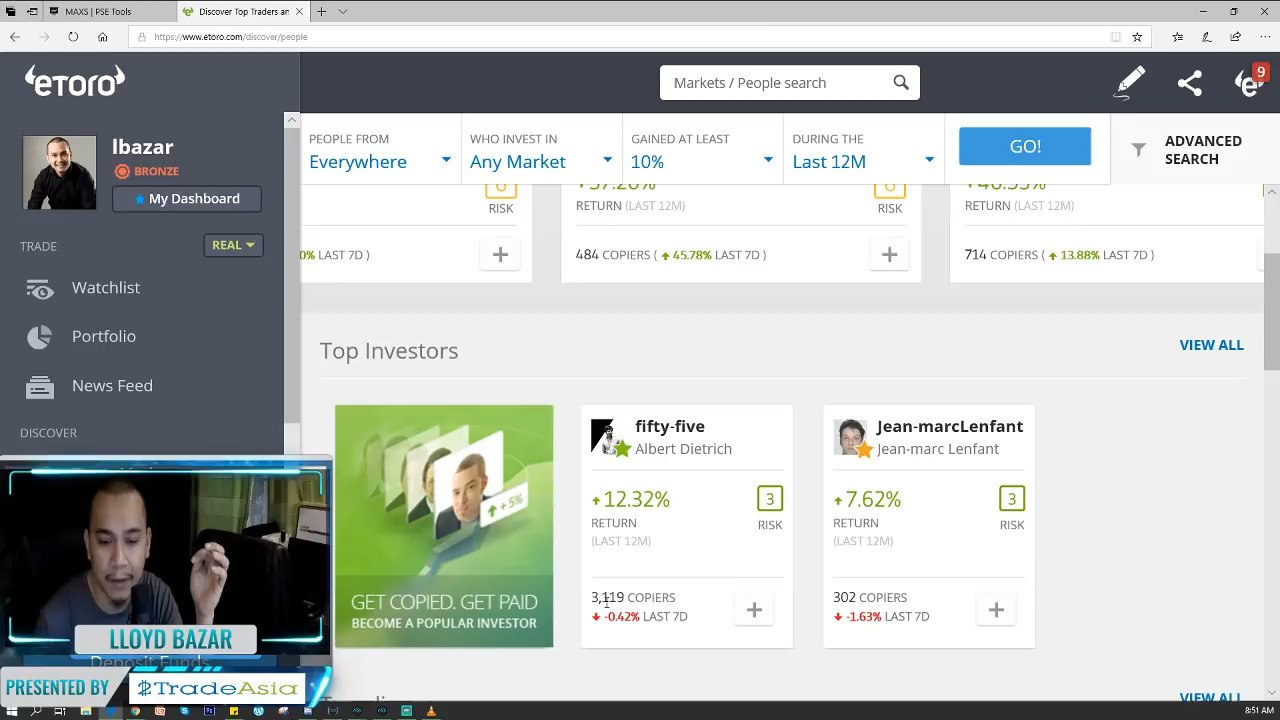 MAXS | PSE Tools
Discover Top Traders an
https://www.etoro.com/discover/people
eToro
Markets / People search
9
lbazar
BRONZE
My Dashboard
PEOPLE FROM
Everywhere
WHO INVEST IN
Any Market
GAINED AT LEAST
10%
DURING THE
Last 12M
GO!
ADVANCED
SEARCH
TRADE
REAL
Watchlist
Portfolio
News Feed
DISCOVER
RISK
0% LAST 7D )
RETURN (LAST 12M)
RISK
484 COPIERS ( 45.78% LAST 7D )
RETURN (LAST 12M)
714 COPIERS ( 13.88% LAST 7D )
Top Investors
VIEW ALL
+ 5%
GET COPIED. GET PAID
BECOME A POPULAR INVESTOR
fifty-five
Albert Dietrich
12.32%
3
RETURN
RISK
(LAST 12M)
3,119 COPIERS
-0.42% LAST 7D
Jean-marcLenfant
Jean-marc Lenfant
7.62%
3
RETURN
RISK
(LAST 12M)
302 COPIERS
-1.63% LAST 7D
VIEW ALL
LLOYD BAZAR
Deposit Funds
PRESENTED BY
TradeAsia
8:51 AM